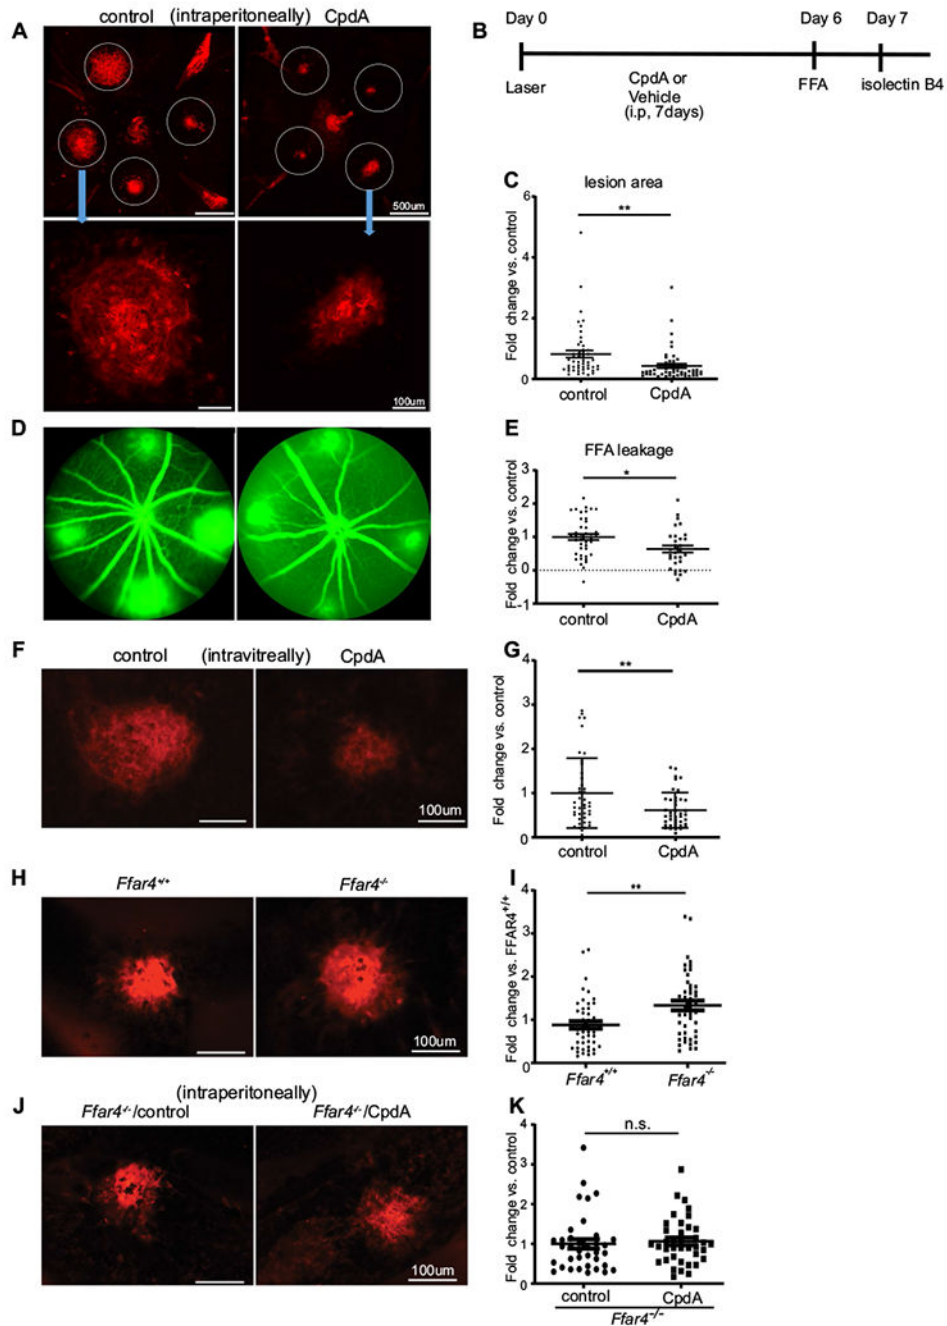 A
control (intraperitoneally) CpdA
500um
100um
B
Day 0
Day 6
Day 7
Laser
CpdA or
Vehicle
(i.p, 7days)
FFA
isolectin B4
C
lesion area
Fold change vs. control
6
4
2
0
**
control
CpdA
D
E
FFA leakage
Fold change vs. control
3
2
1
0
-1
*
control
CpdA
F
control (intravitreally) CpdA
100um
G
Fold change vs. control
4
3
2
1
0
**
control
CpdA
H
Ffar4+/+
Ffar4-/-
100um
I
Fold change vs. FFAR4+/+
4
3
2
1
0
**
Ffar4+/+
Ffar4-/-
J
(intraperitoneally)
Ffar4-/-/control
Ffar4-/-/CpdA
100um
K
Fold change vs. control
4
3
2
1
0
n.s.
control
CpdA
Ffar4-/-